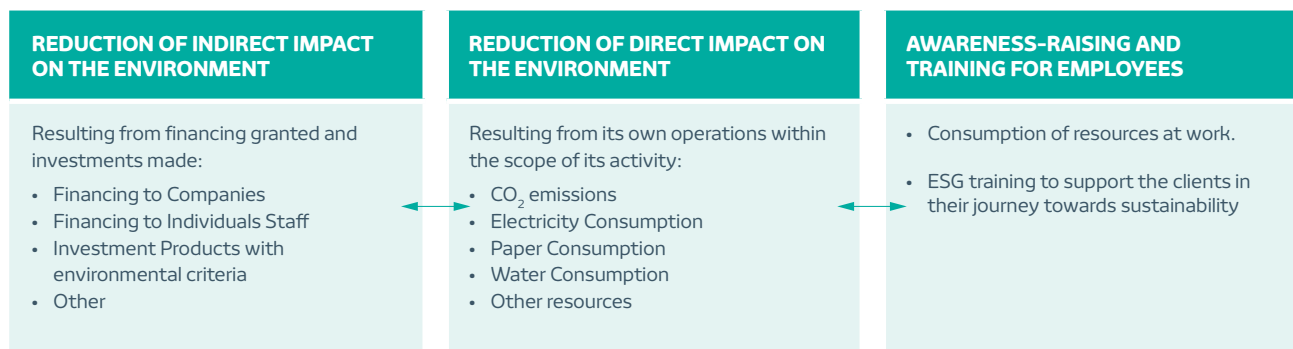 REDUCTION OF INDIRECT IMPACT
ON THE ENVIRONMENT
Resulting from financing granted and
investments made:
• Financing to Companies
• Financing to Individuals Staff
• Investment Products with
environmental criteria
• Other
REDUCTION OF DIRECT IMPACT ON
THE ENVIRONMENT
Resulting from its own operations within
the scope of its activity:
• CO₂ emissions
• Electricity Consumption
• Paper Consumption
• Water Consumption
• Other resources
AWARENESS-RAISING AND
TRAINING FOR EMPLOYEES
• Consumption of resources at work.
• ESG training to support the clients in
their journey towards sustainability